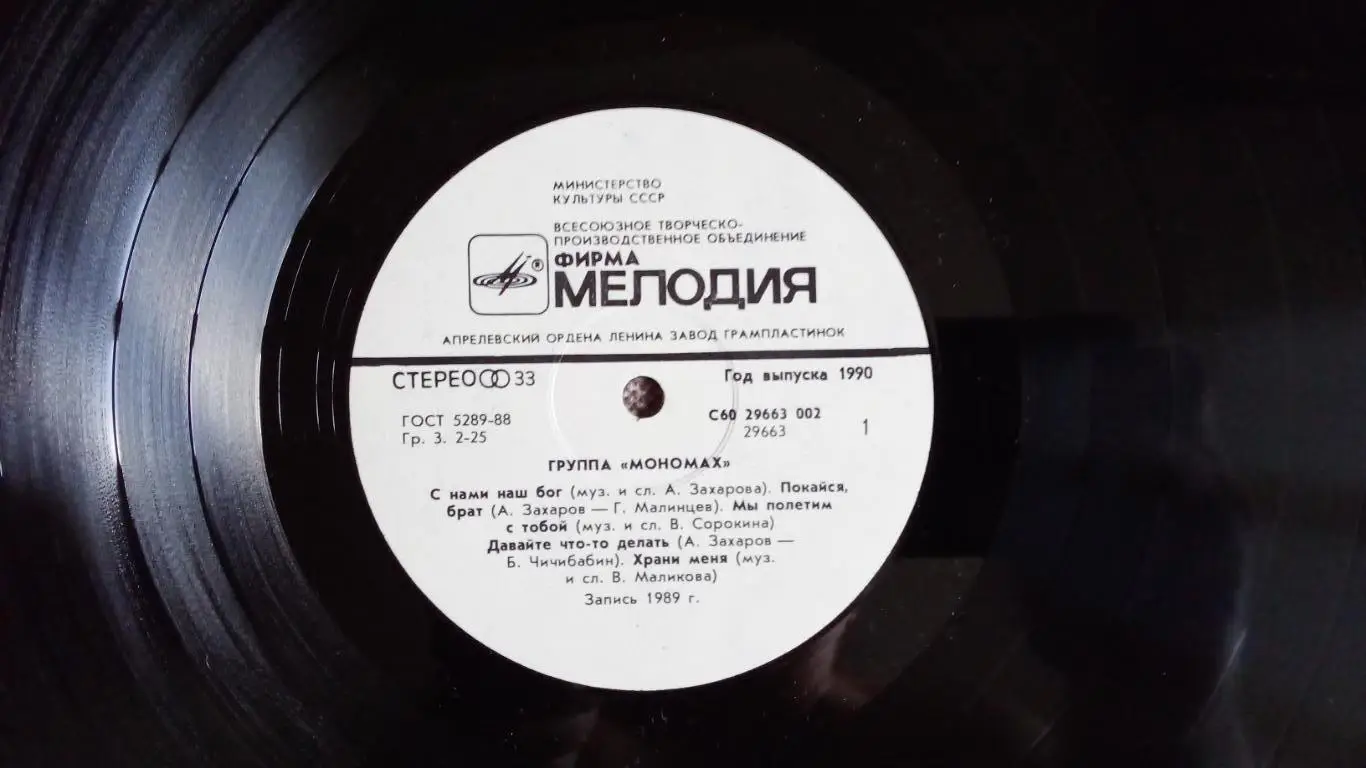 МИНИСТЕРСТВО
КУЛЬТУРЫ СССР
ВСЕСОЮЗНОЕ ТВОРЧЕСКО-
ПРОИЗВОДСТВЕННОЕ ОБЪЕДИНЕНИЕ
®
ФИРМА
МЕЛОДИЯ
АПРЕЛЕВСКИЙ ОРДЕНА ЛЕНИНА ЗАВОД ГРАМПЛАСТИНОК
СТЕРЕО 33
Год выпуска 1990
ГОСТ 5289-88
Гр. 3. 2-25
С60 29663 002
29663
1
ГРУППА «МОНОМАХ»
С нами наш бог (муз. и сл. А. Захарова). Покайся,
брат (А. Захаров — Г. Малинцев). Мы полетим
с тобой (муз. и сл. В. Сорокина)
Давайте что-то делать (А. Захаров —
Б. Чичибабин). Храни меня (муз.
и сл. В. Маликова)
Запись 1989 г.